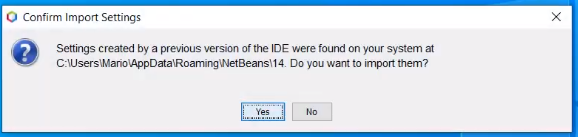 Confirm Import Settings
Settings created by a previous version of the IDE were found on your system at
C:\Users\Mario\AppData\Roaming\NetBeans\14. Do you want to import them?
Yes No